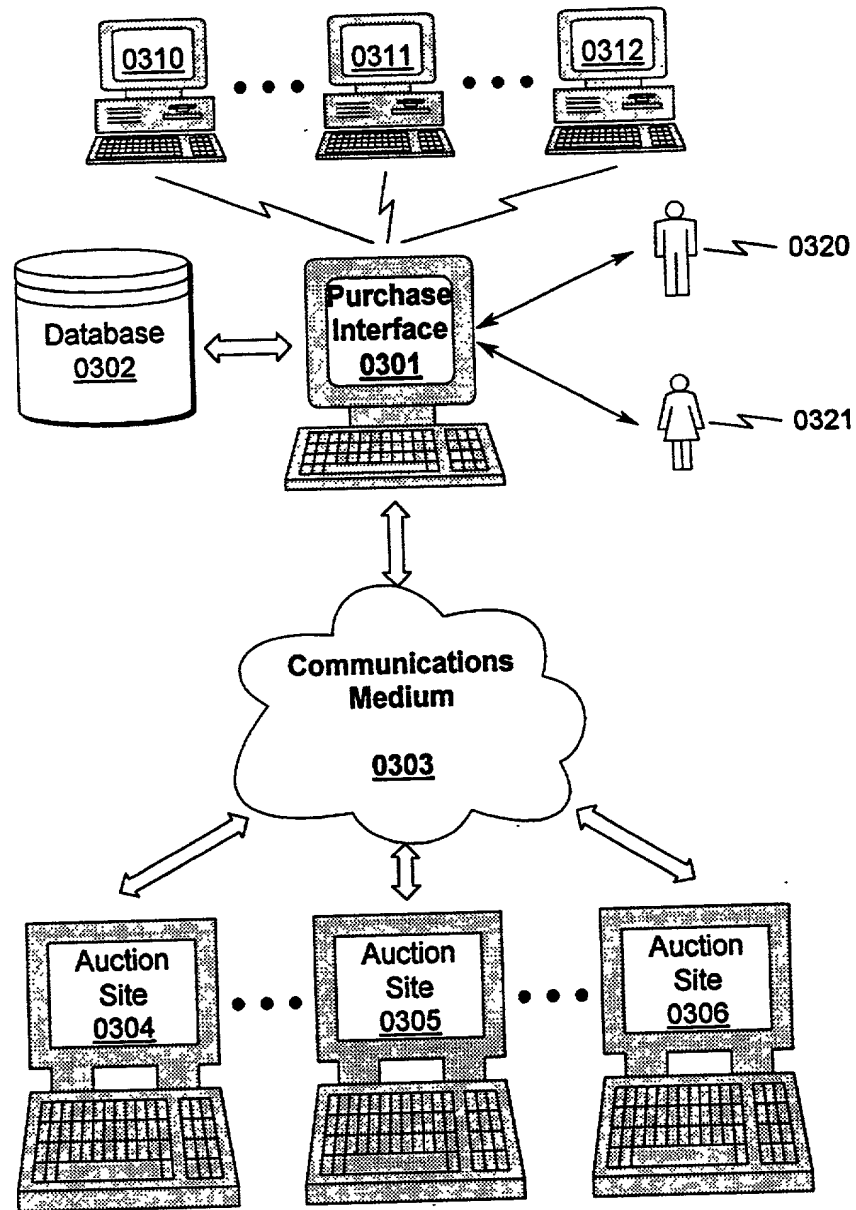 0310
0311
0312
0320
Purchase
Interface
0301
Database
0302
0321
Communications
Medium
0303
Auction
Site
0304
Auction
Site
0305
Auction
Site
0306